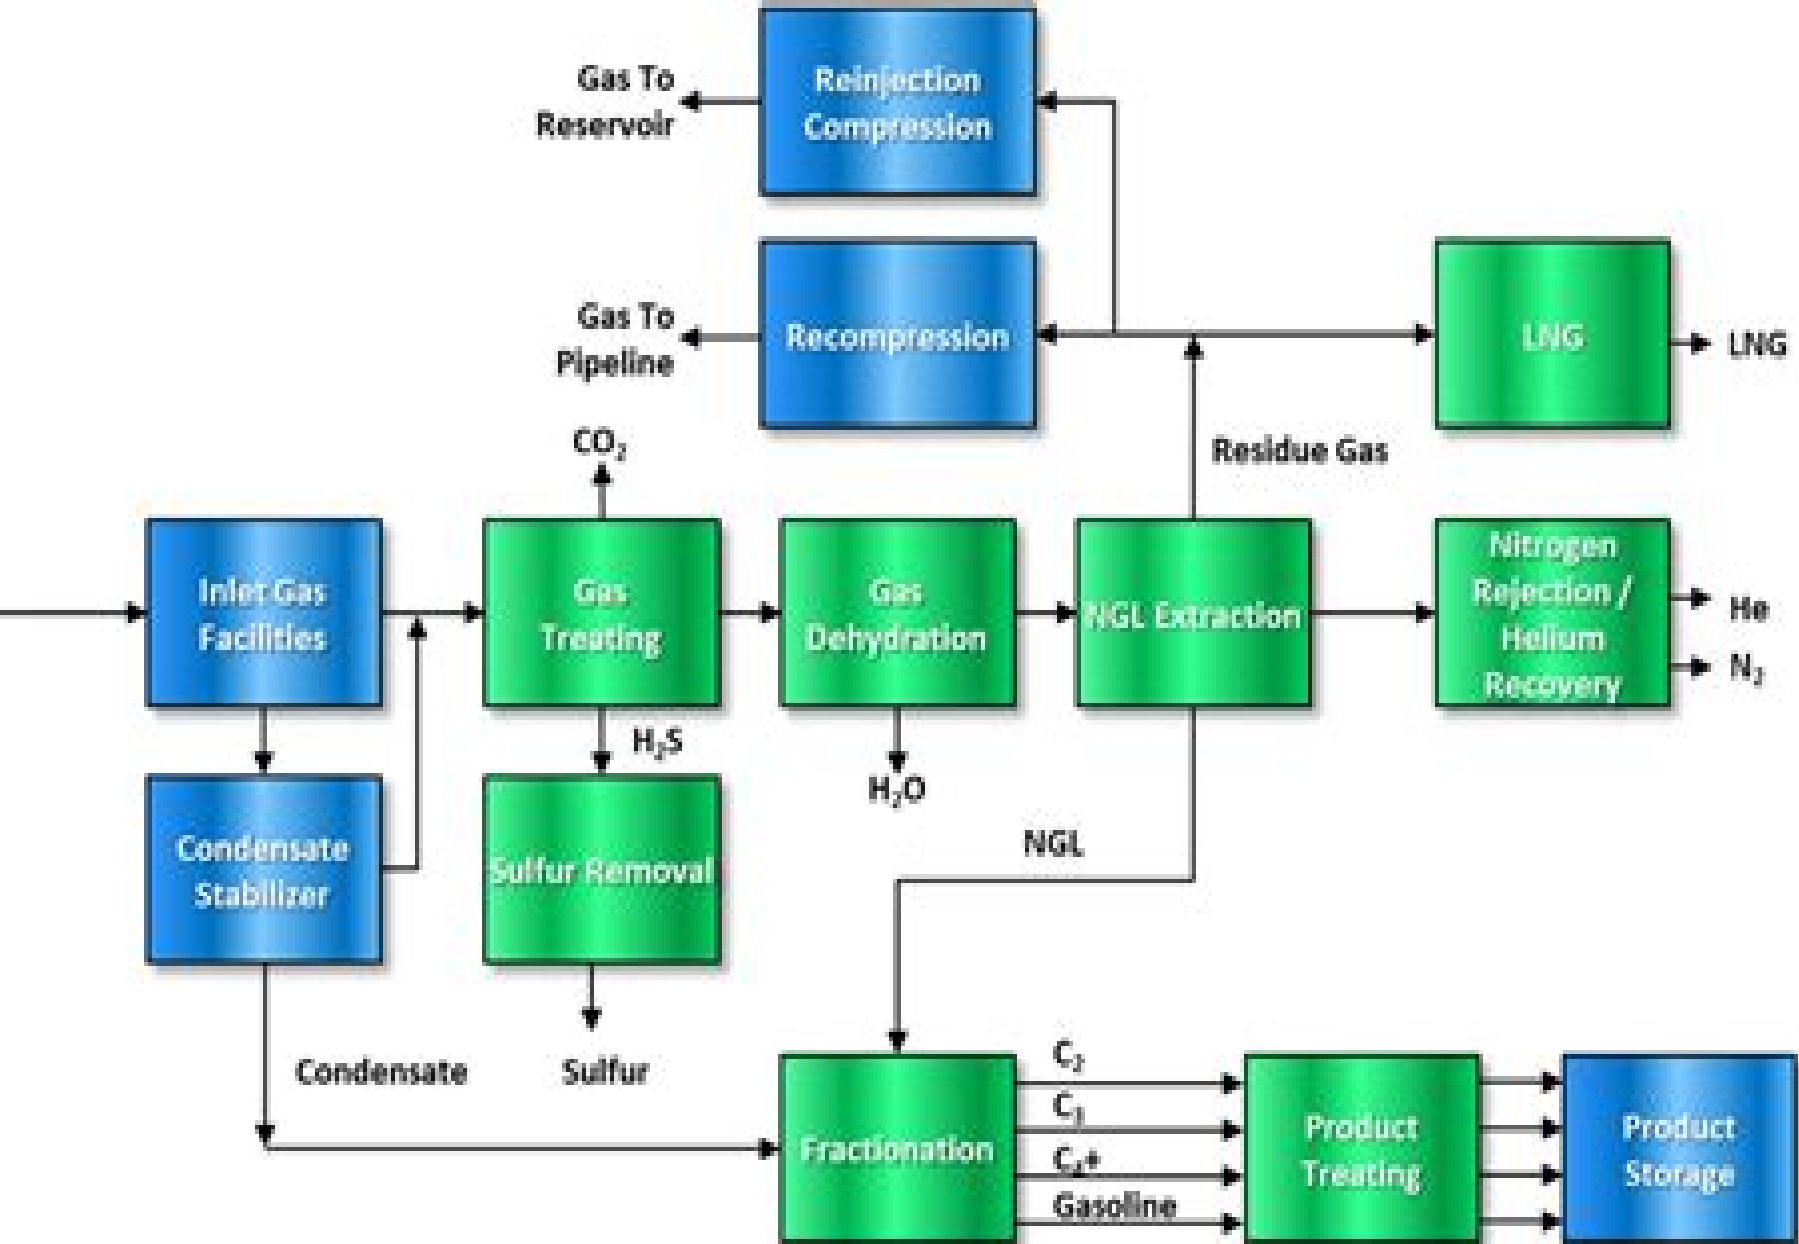 Gas To
Reservoir
Reinjection
Compression
Gas To
Pipeline
Recompression
LNG
LNG
CO₂
Residue Gas
Inlet Gas
Facilities
Gas
Treating
Gas
Dehydration
NGL Extraction
Nitrogen
Rejection /
Helium
Recovery
He
N₂
H₂S
H₂O
Condensate
Stabilizer
Sulfur Removal
NGL
Condensate
Sulfur
Fractionation
C₂
C₃
C₄+
Gasoline
Product
Treating
Product
Storage